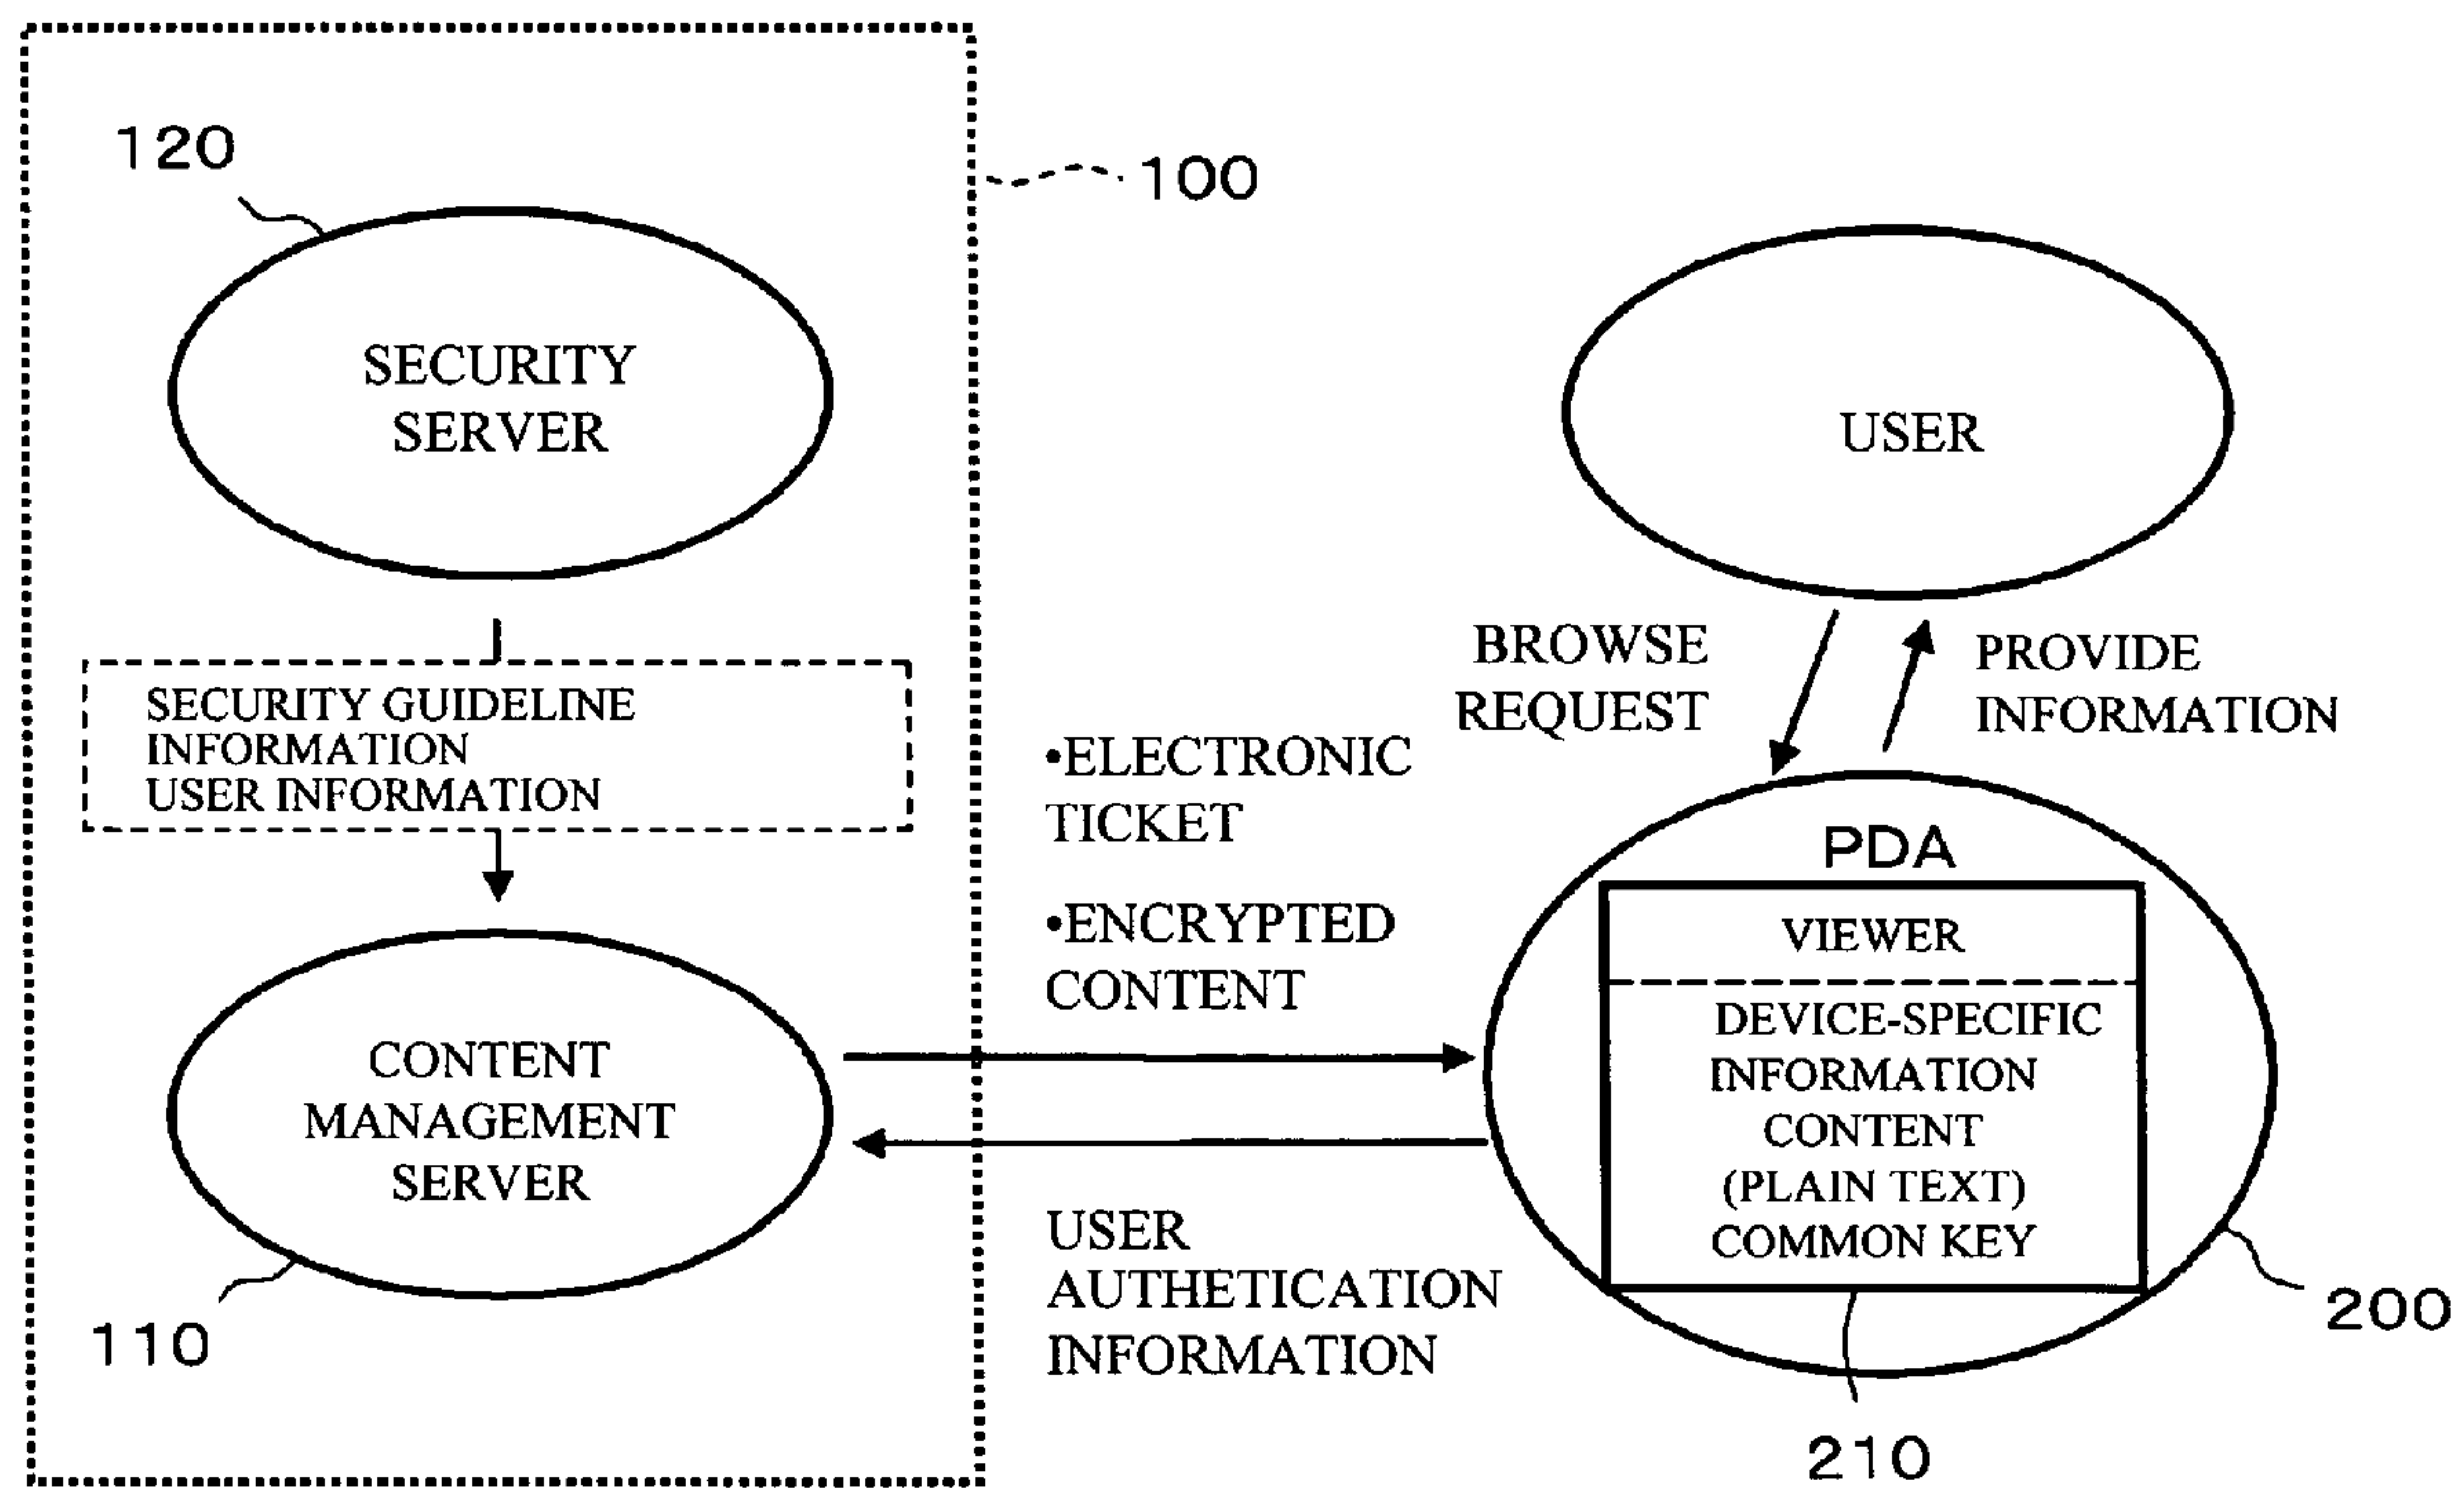 120
100
SECURITY
SERVER
USER
BROWSE
REQUEST
PROVIDE
INFORMATION
SECURITY GUIDELINE
INFORMATION
USER INFORMATION
•ELECTRONIC
TICKET
•ENCRYPTED
CONTENT
PDA
VIEWER
DEVICE-SPECIFIC
INFORMATION
CONTENT
(PLAIN TEXT)
COMMON KEY
CONTENT
MANAGEMENT
SERVER
USER
AUTHETICATION
INFORMATION
110
200
210